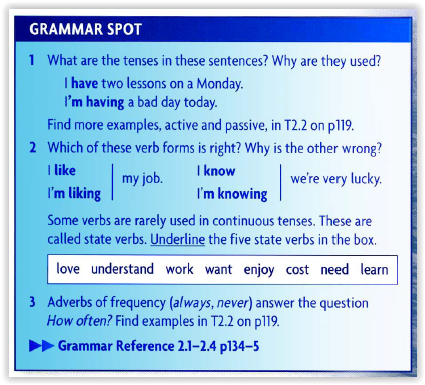 GRAMMAR SPOT
1 What are the tenses in these sentences? Why are they used?
I have two lessons on a Monday.
I'm having a bad day today.
Find more examples, active and passive, in T2.2 on p119.
2 Which of these verb forms is right? Why is the other wrong?
I like
I'm liking
my job.
I know
I'm knowing
we're very lucky.
Some verbs are rarely used in continuous tenses. These are
called state verbs. Underline the five state verbs in the box.
love understand work want enjoy cost need learn
3 Adverbs of frequency (always, never) answer the question
How often? Find examples in T2.2 on p119.
▶▶ Grammar Reference 2.1–2.4 p134–5